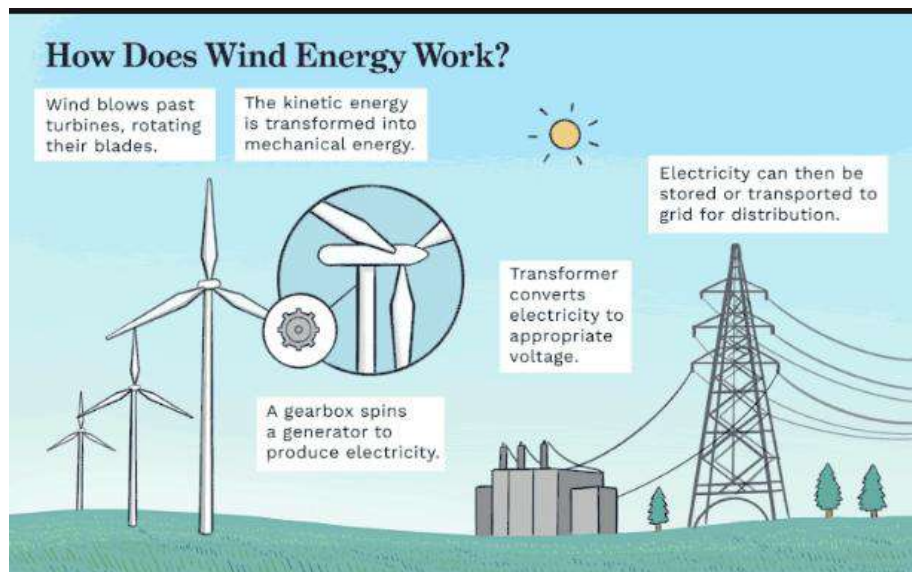 How Does Wind Energy Work?
Wind blows past
turbines, rotating
their blades.
The kinetic energy
is transformed into
mechanical energy.
Electricity can then be
stored or transported to
grid for distribution.
Transformer
converts
electricity to
appropriate
voltage.
A gearbox spins
a generator to
produce electricity.